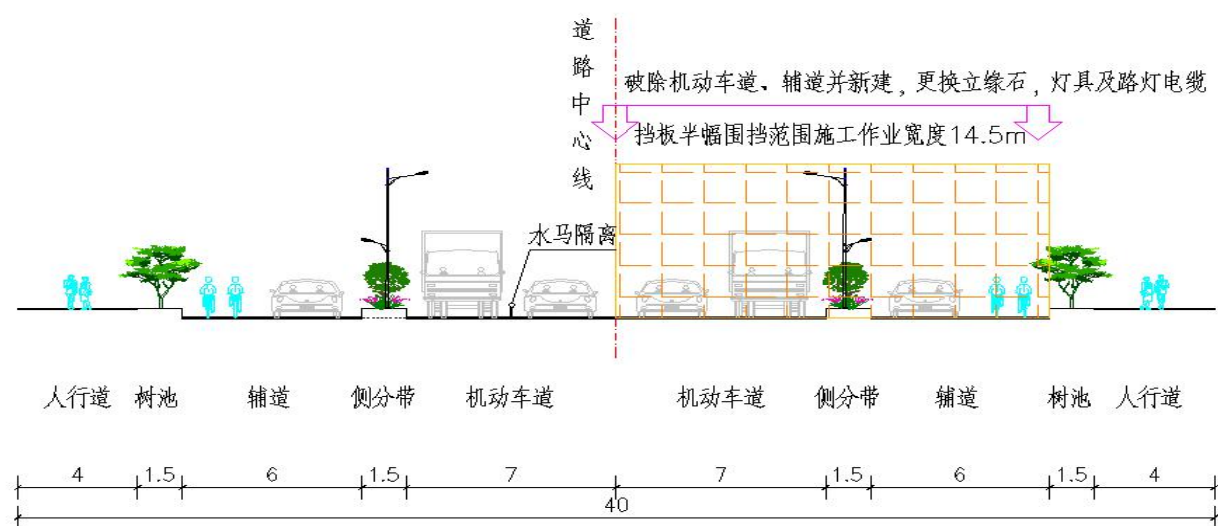 道路中心线
破除机动车道、辅道并新建，更换立缘石，灯具及路灯电缆
挡板半幅围挡范围施工作业宽度14.5m
水马隔离
人行道 树池 辅道 侧分带 机动车道 机动车道 侧分带 辅道 树池 人行道
4 1.5 6 1.5 7 7 1.5 6 1.5 4
40